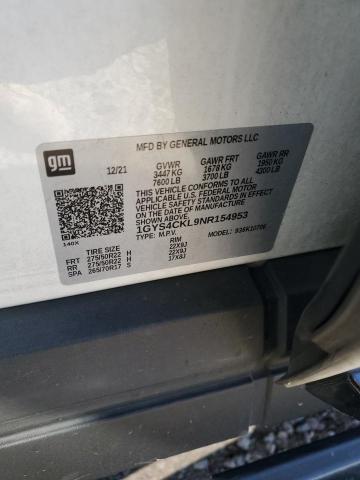 gm
MFD BY GENERAL MOTORS LLC
12/21 GVWR GAWR FRT GAWR RR
3447 KG 1678 KG 1950 KG
7600 LB 3700 LB 4300 LB
THIS VEHICLE CONFORMS TO ALL
APPLICABLE U.S. FEDERAL MOTOR
VEHICLE SAFETY STANDARDS
IN EFFECT ON THE DATE OF MANUFACTURE
SHOWN ABOVE.
1GYS4CKL9NR154953
TYPE: M.P.V. MODEL:
140X
TIRE SIZE RIM
FRT 275/50R22 H 22X9J
RR 275/50R22 H 22X9J
SPA 265/70R17 S 17X8J